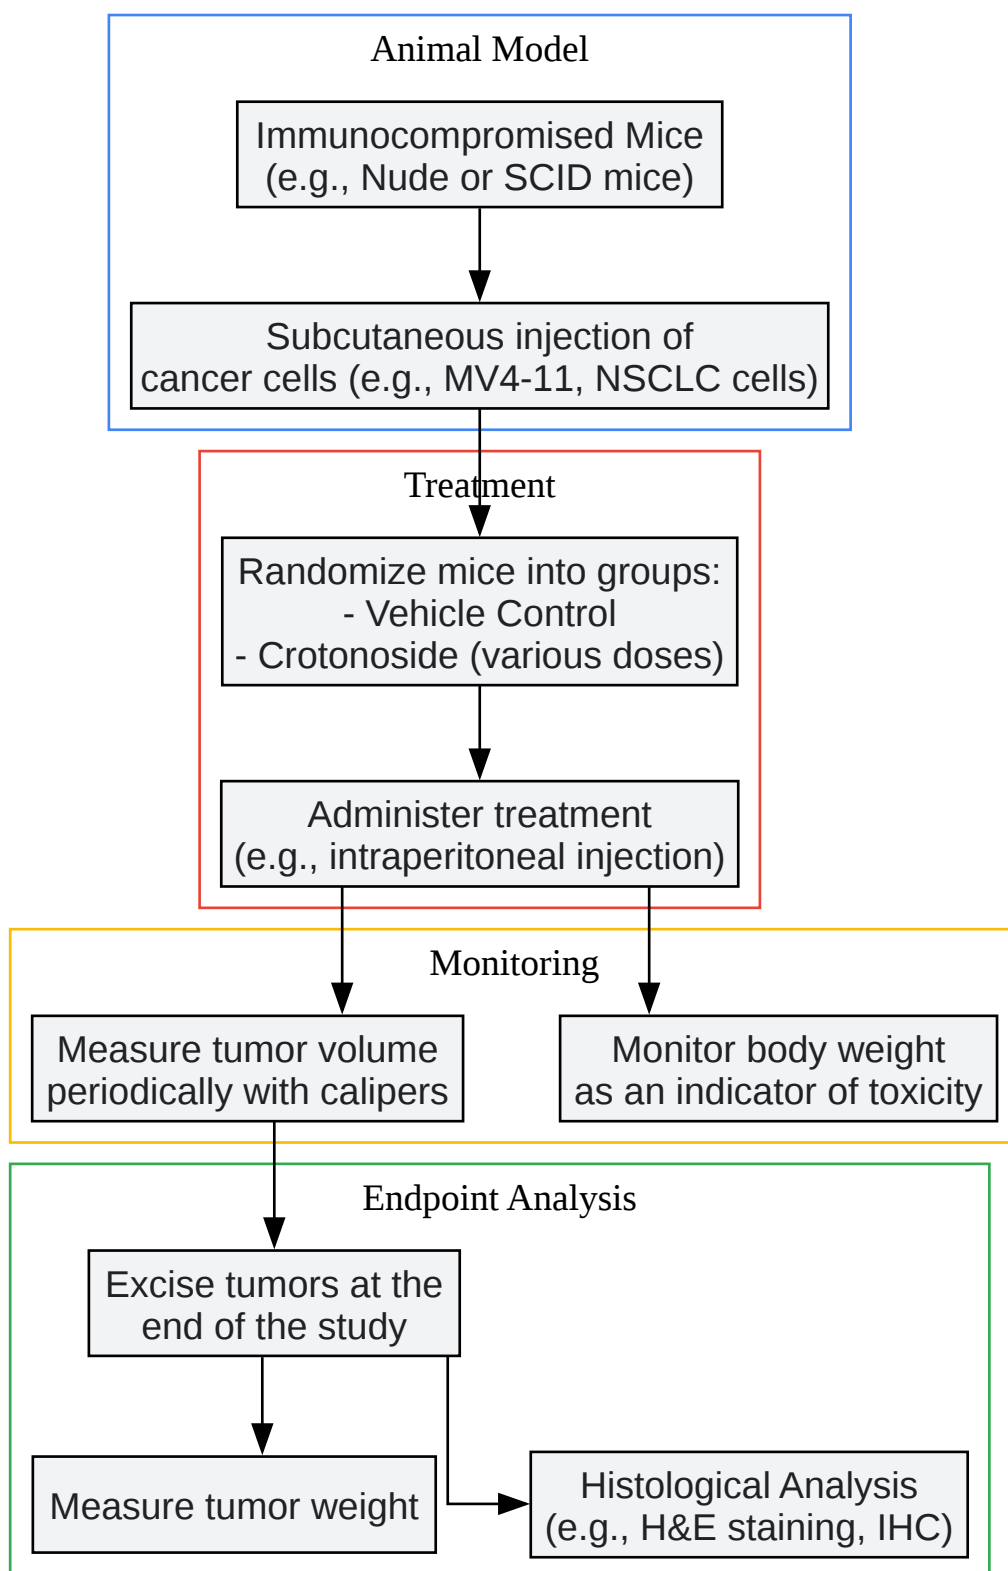 Animal Model
Immunocompromised Mice
(e.g., Nude or SCID mice)
Subcutaneous injection of
cancer cells (e.g., MV4-11, NSCLC cells)
Treatment
Randomize mice into groups:
- Vehicle Control
- Crotonoside (various doses)
Administer treatment
(e.g., intraperitoneal injection)
Monitoring
Measure tumor volume
periodically with calipers
Monitor body weight
as an indicator of toxicity
Endpoint Analysis
Excise tumors at the
end of the study
Measure tumor weight
Histological Analysis
(e.g., H&E staining, IHC)